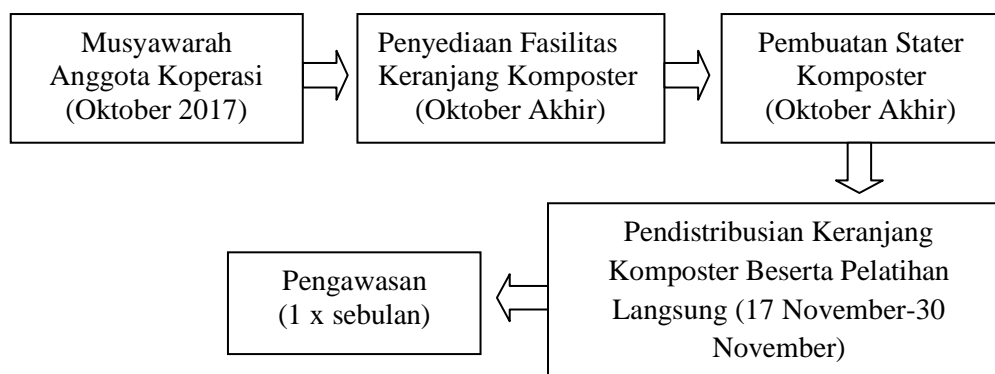 Musyawarah
Anggota Koperasi
(Oktober 2017)
Penyediaan Fasilitas
Keranjang Komposter
(Oktober Akhir)
Pembuatan Stater
Komposter
(Oktober Akhir)
Pendistribusian Keranjang
Komposter Beserta Pelatihan
Langsung (17 November-30
November)
Pengawasan
(1 x sebulan)